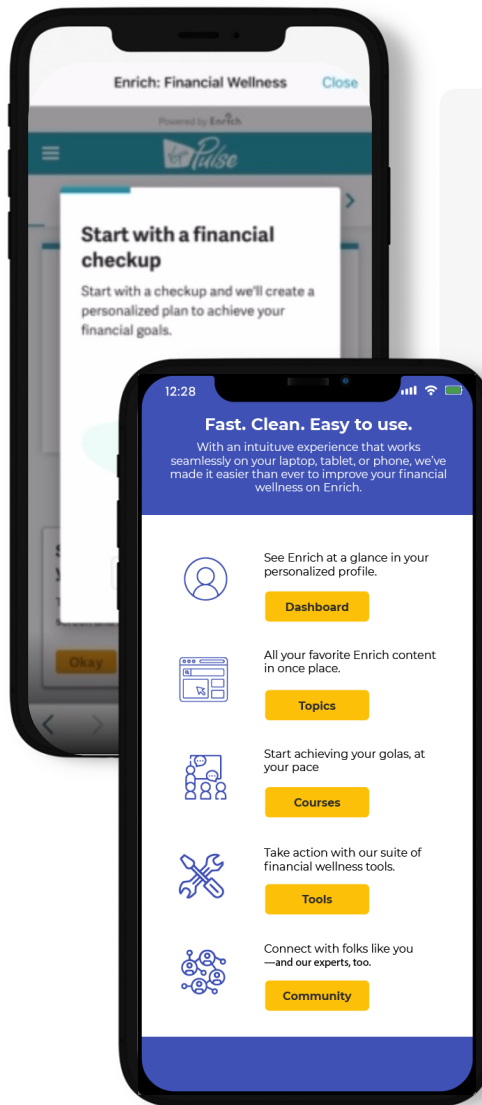 Enrich: Financial Wellness
Close
Powered by Enrich
Pulse
Start with a financial
checkup
Start with a checkup and we'll create a
personalized plan to achieve your
financial goals.
Okay
12:28
Fast. Clean. Easy to use.
With an intuituve experience that works
seamlessly on your laptop, tablet, or phone, we've
made it easier than ever to improve your financial
wellness on Enrich.
See Enrich at a glance in your
personalized profile.
Dashboard
All your favorite Enrich content
in once place.
Topics
Start achieving your golas, at
your pace
Courses
Take action with our suite of
financial wellness tools.
Tools
Connect with folks like you
—and our experts, too.
Community